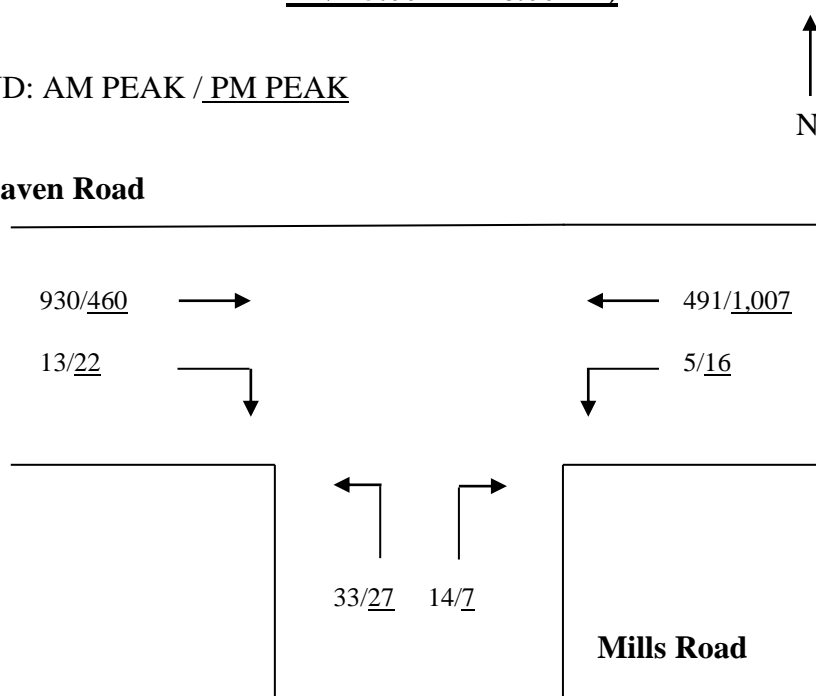 AM PEAK / PM PEAK
N
Road
930/460
491/1,007
13/22
5/16
33/27 14/7
Mills Road